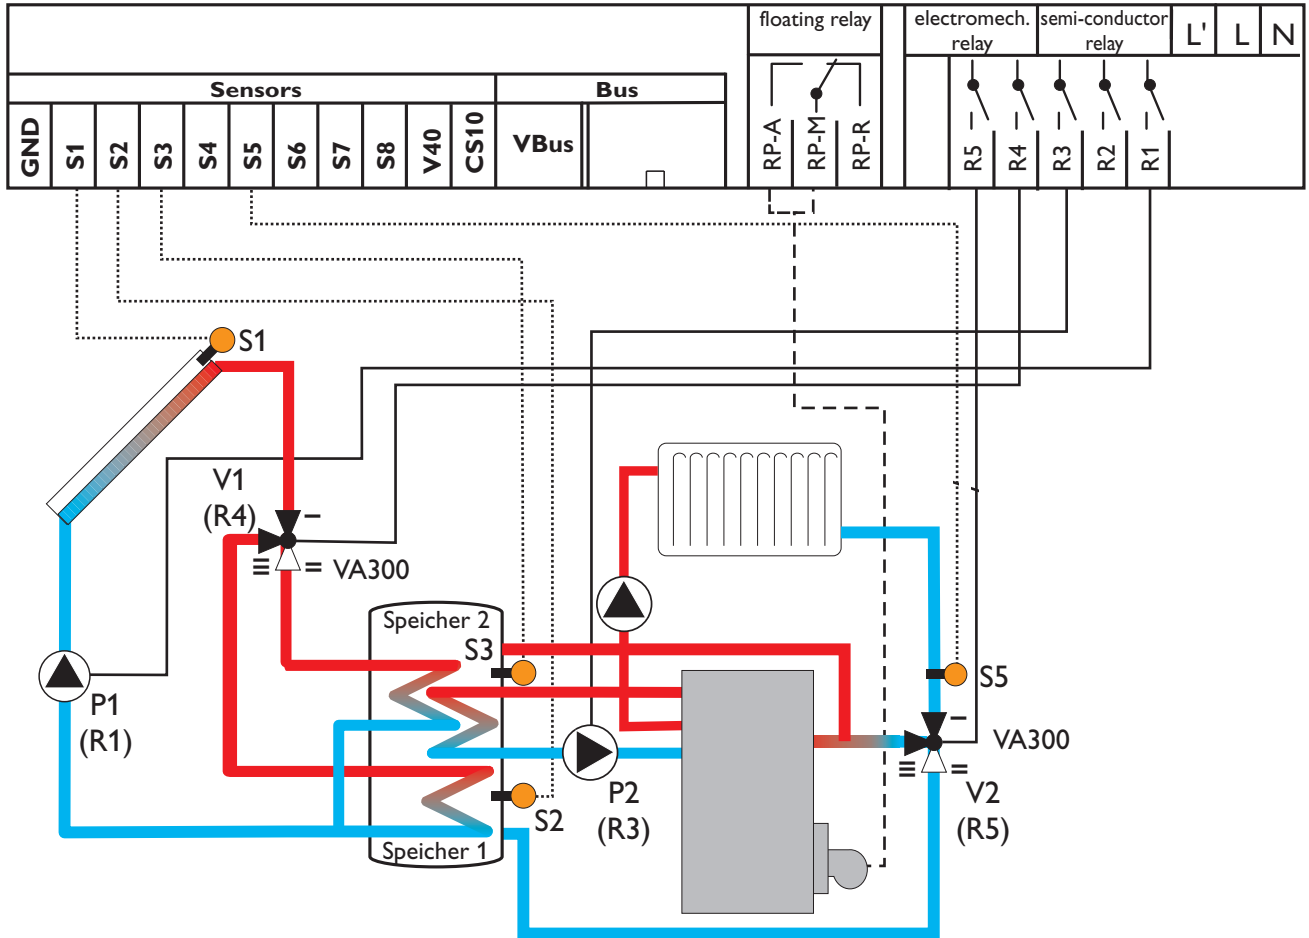 floating relay
electromech. relay
semi-conductor relay
L'
L
N
Sensors
Bus
GND
S1
S2
S3
S4
S5
S6
S7
S8
V40
CS10
VBus
RP-A
RP-M
RP-R
R5
R4
R3
R2
R1
S1
V1
(R4)
VA300
Speicher 2
S3
S5
P1
(R1)
VA300
P2
(R3)
S2
V2
(R5)
Speicher 1